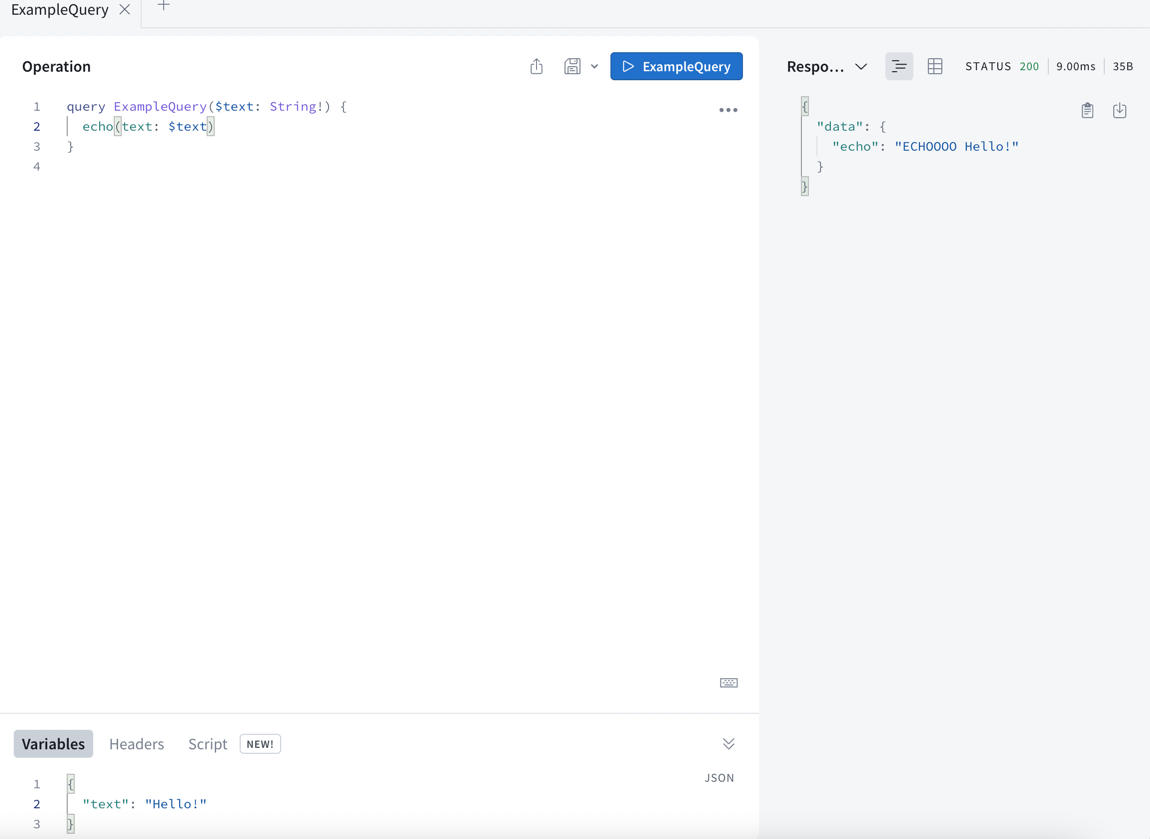 ExampleQuery
Operation
ExampleQuery
1 query ExampleQuery($text: String!) {
2 echo(text: $text)
3 }
4
Variables Headers Script NEW!
JSON
1 {
2 "text": "Hello!"
3 }
Respo... STATUS 200 9.00ms 35B
{
"data": {
"echo": "ECHOOOO Hello!"
}
}